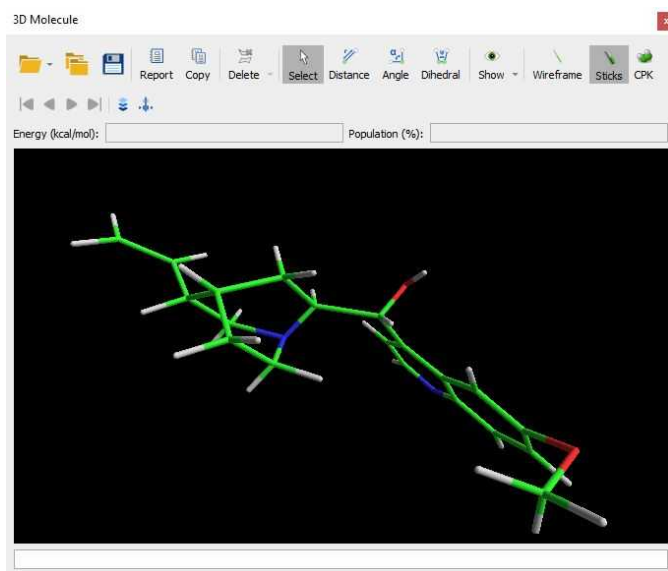 3D Molecule
Report Copy Delete Select Distance Angle Dihedral Show Wireframe Sticks CPK
Energy (kcal/mol): Population (%):